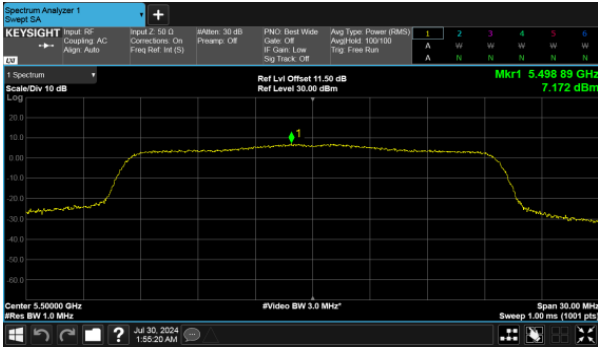 Spectrum Analyzer 1
Swept SA
+
KEYSIGHT Input: RF Input Z: 50 Ω #Atten: 30 dB PNO: Best Wide Avg Type: Power (RMS) 1 2 3 4 5 6
Coupling: AC Corrections: On Preamp: Off Gate: Off Avg|Hold: 100/100 A W W W W W
Align: Auto Freq Ref: Int (S) IF Gain: Low Trig: Free Run
Sig Track: Off A N N N N N
LXI
1 Spectrum Ref Lvl Offset 11.50 dB Mkr1 5.498 89 GHz
Scale/Div 10 dB Ref Level 30.00 dBm 7.172 dBm
Log
20.0
10.0
1
0.00
-10.0
-20.0
-30.0
-40.0
-50.0
-60.0
Center 5.50000 GHz #Video BW 3.0 MHz* Span 30.00 MHz
#Res BW 1.0 MHz Sweep 1.00 ms (1001 pts)
? Jul 30, 2024
1:55:20 AM